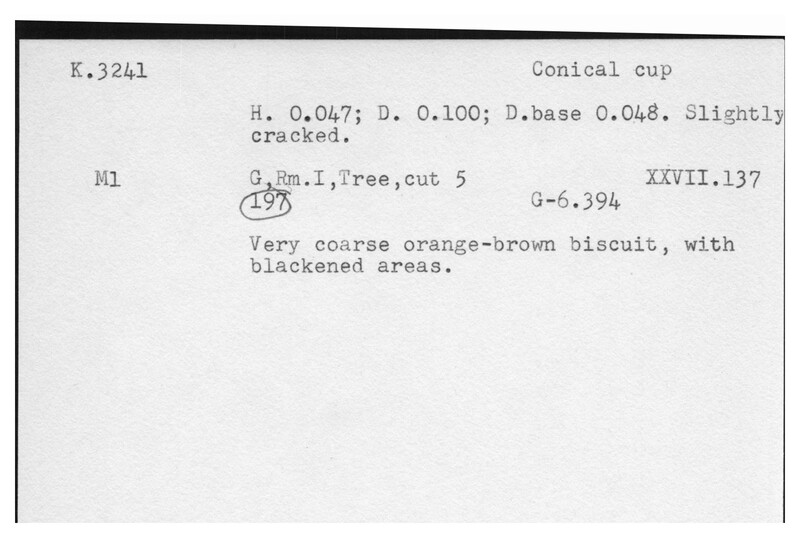 K.3241 Conical cup
H. 0.047; D. 0.100; D.base 0.048. Slightly
cracked.
M1 G,Rm.I,Tree,cut 5 XXVII.137
197 G-6.394
Very coarse orange-brown biscuit, with
blackened areas.